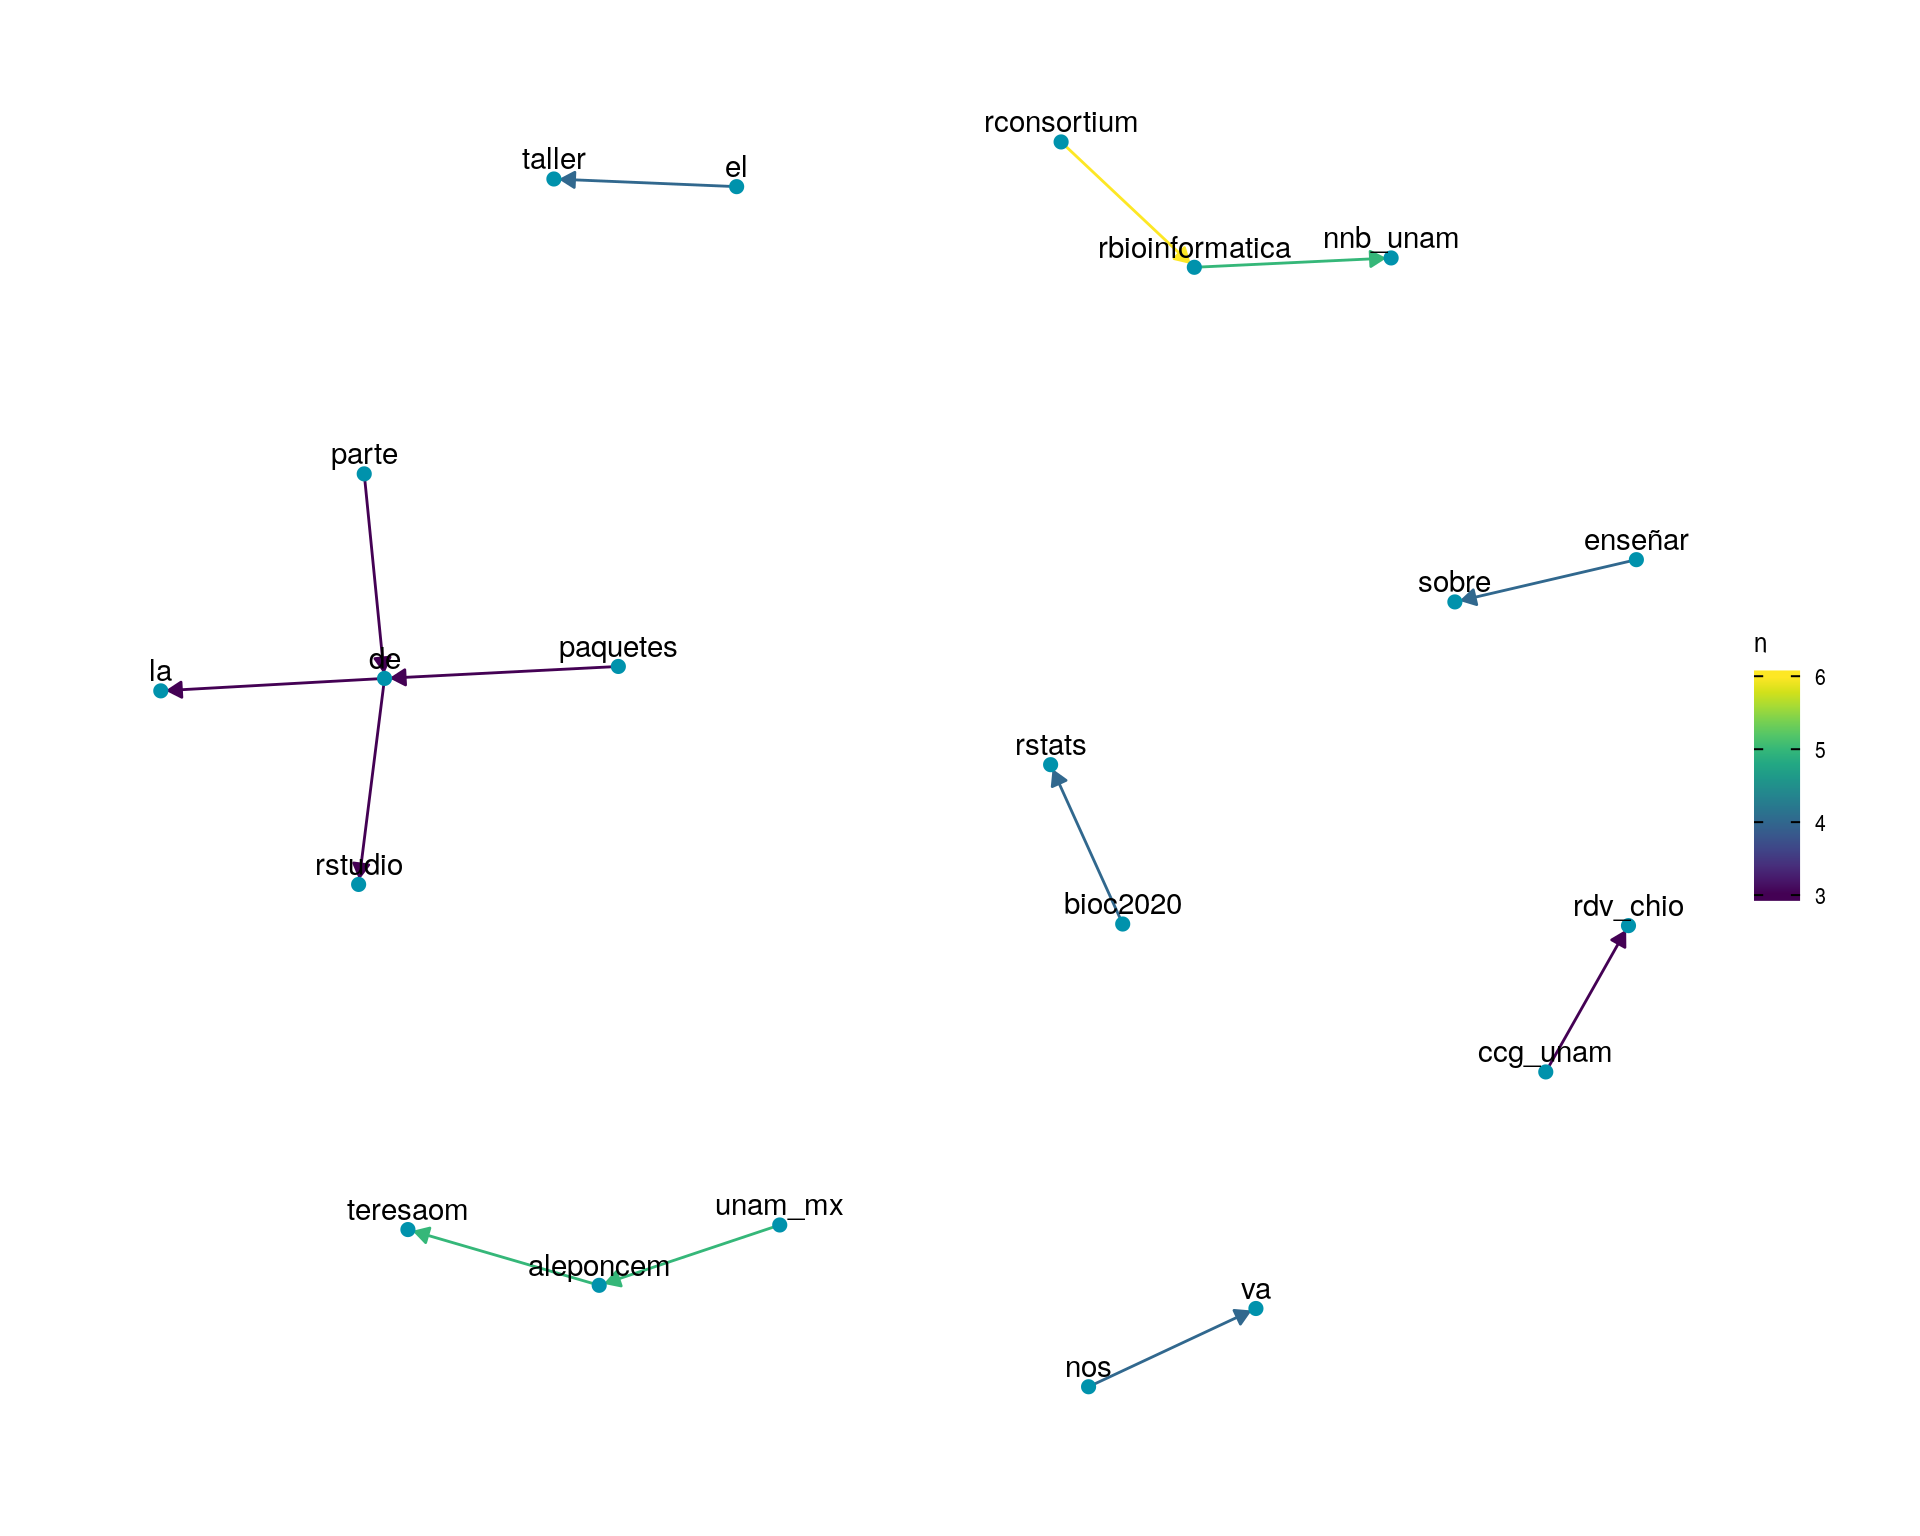 rconsortium
taller
el
rbioinformatica
nnb_unam
parte
enseñar
sobre
n
paquetes
de
la
6
rstats
5
4
rstudio
3
bioc2020
rdv_chio
ccg_unam
teresaom
unam_mx
aleponcem
va
nos